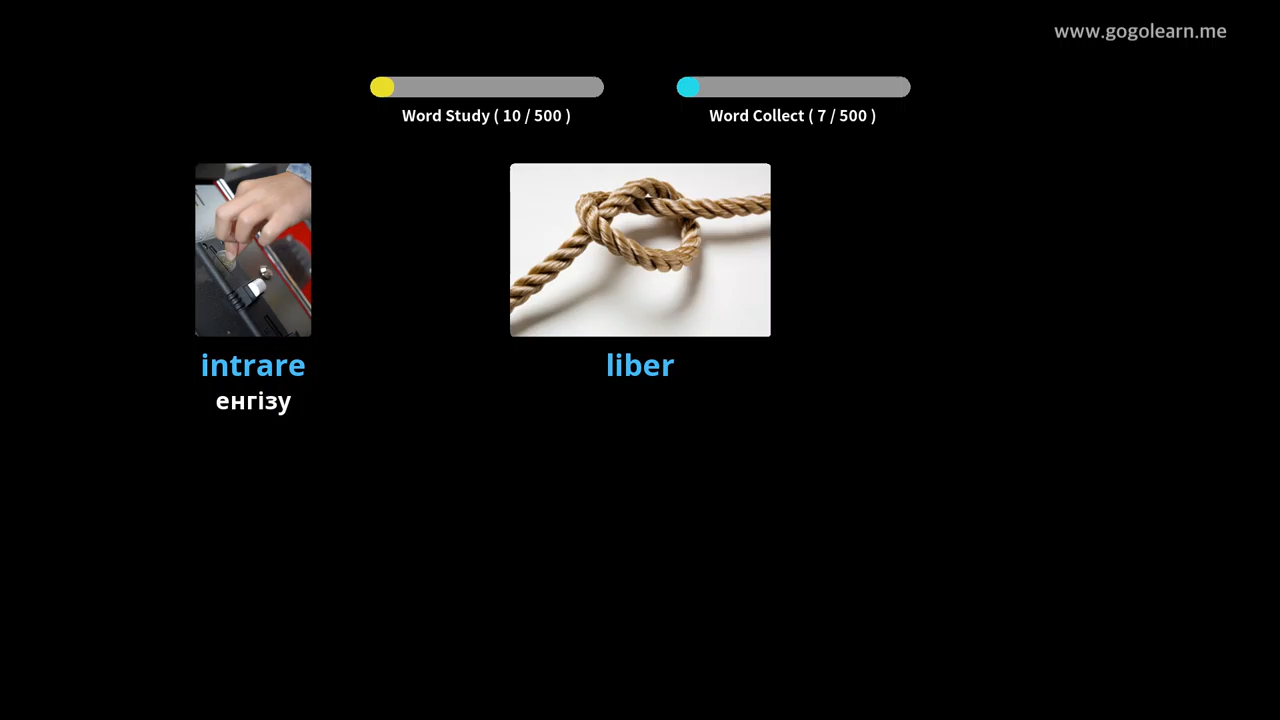 www.gogolearn.me
Word Study ( 10 / 500 )
Word Collect ( 7 / 500 )
intrare
енгізу
liber